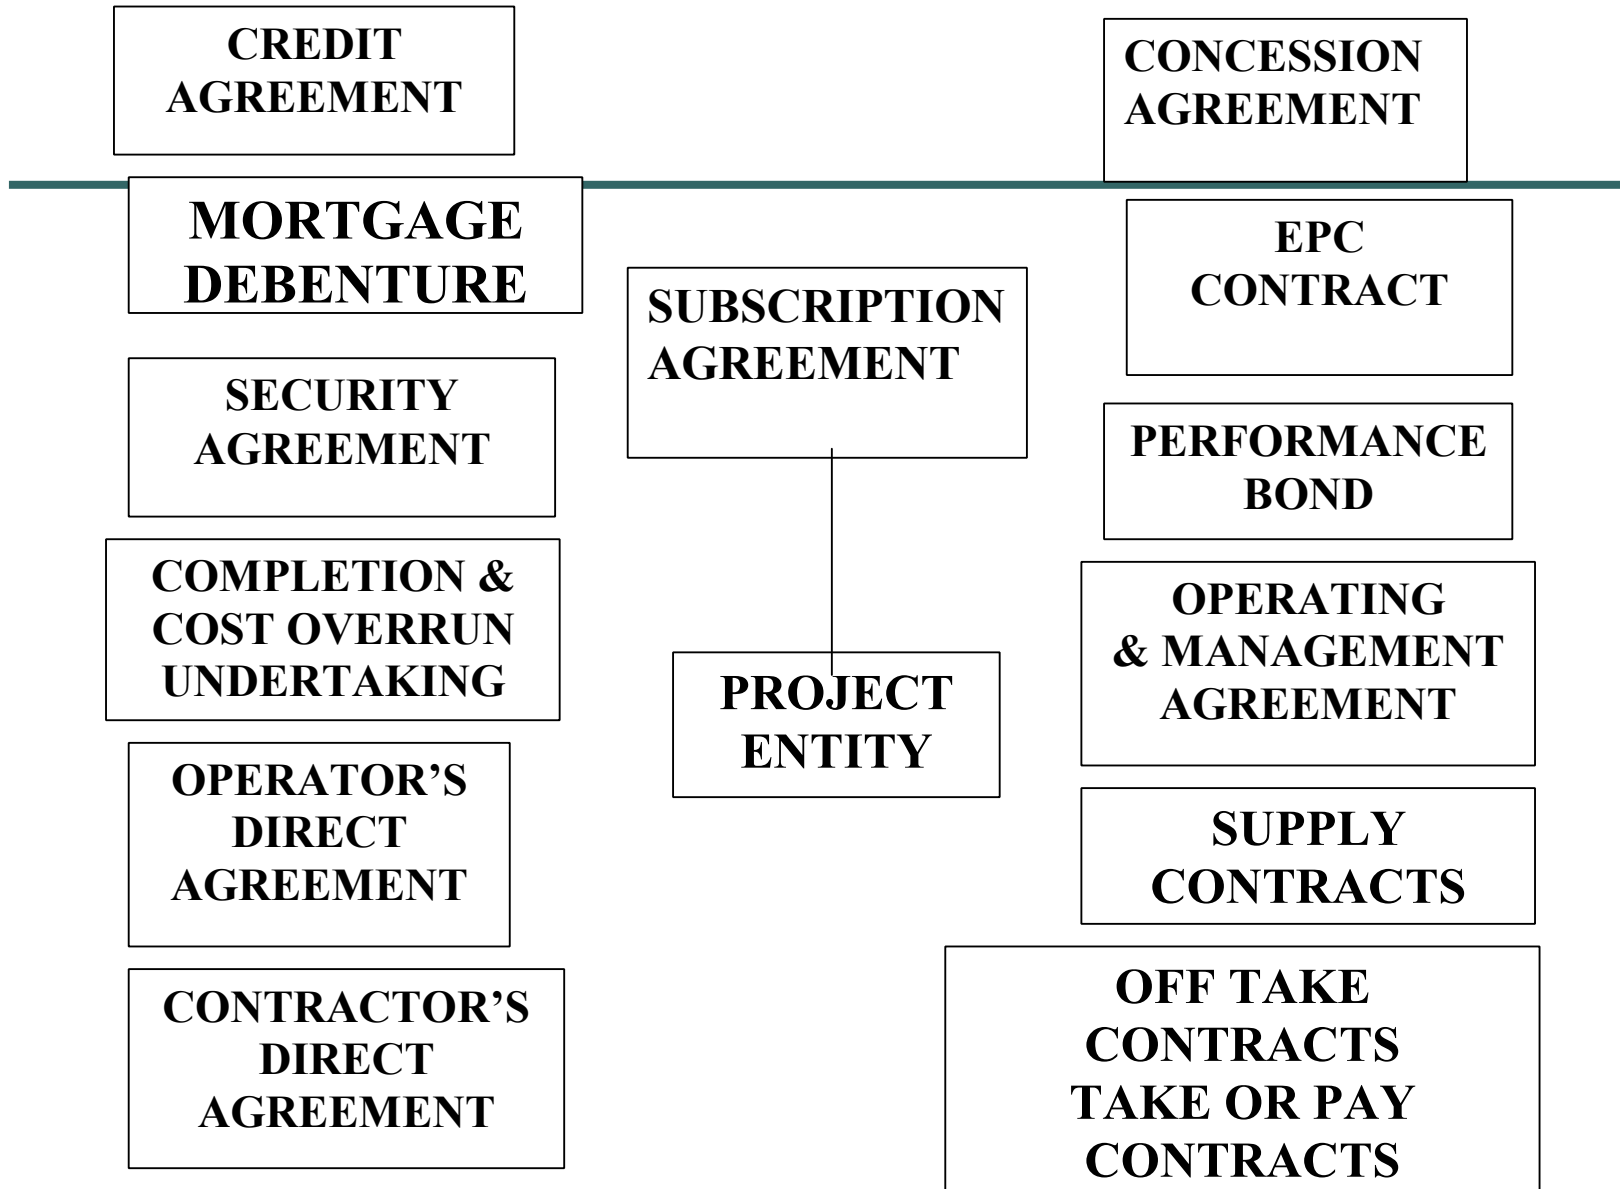 CREDIT
AGREEMENT
CONCESSION
AGREEMENT
MORTGAGE
DEBENTURE
SUBSCRIPTION
AGREEMENT
EPC
CONTRACT
SECURITY
AGREEMENT
PERFORMANCE
BOND
COMPLETION &
COST OVERRUN
UNDERTAKING
OPERATING
& MANAGEMENT
AGREEMENT
PROJECT
ENTITY
OPERATOR’S
DIRECT
AGREEMENT
SUPPLY
CONTRACTS
CONTRACTOR’S
DIRECT
AGREEMENT
OFF TAKE
CONTRACTS
TAKE OR PAY
CONTRACTS